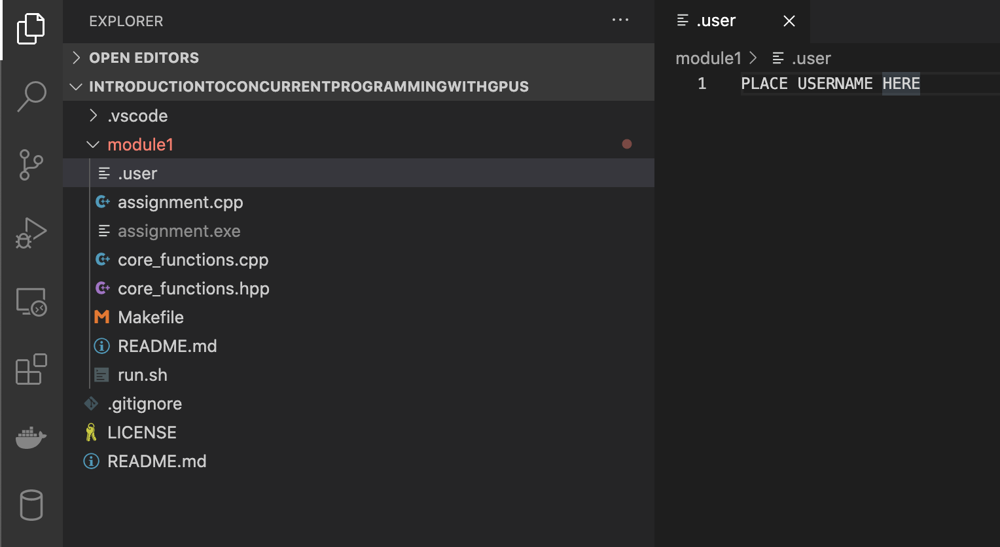 EXPLORER
···
OPEN EDITORS
INTRODUCTIONTOCONCURRENTPROGRAMMINGWITHGPUS
.vscode
module1
.user
assignment.cpp
assignment.exe
core_functions.cpp
core_functions.hpp
Makefile
README.md
run.sh
.gitignore
LICENSE
README.md
.user
module1 > .user
1 PLACE USERNAME HERE